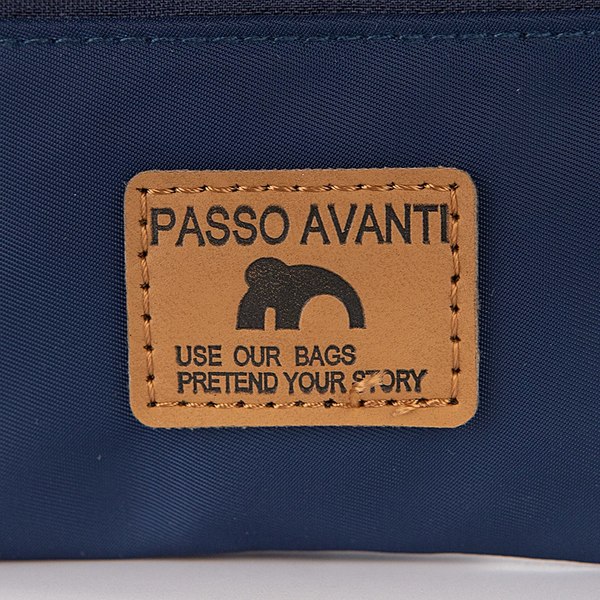 PASSO AVANTI
USE OUR BAGS
PRETEND YOUR STORY